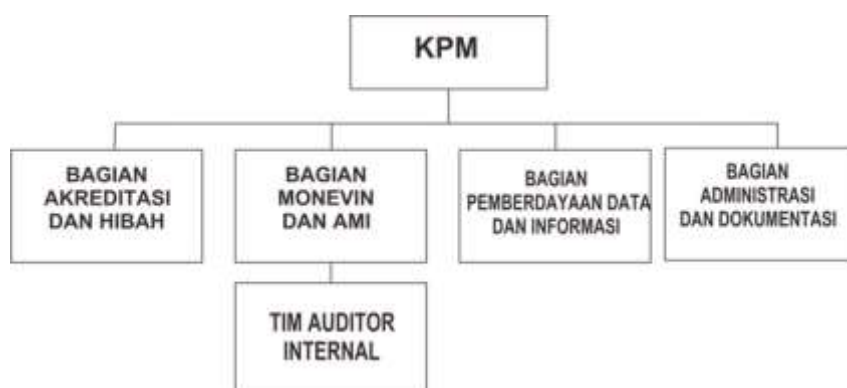 KPM
BAGIAN
AKREDITASI
DAN HIBAH
BAGIAN
MONEVIN
DAN AMI
BAGIAN
PEMBERDAYAAN DATA
DAN INFORMASI
BAGIAN
ADMINISTRASI
DAN DOKUMENTASI
TIM AUDITOR
INTERNAL